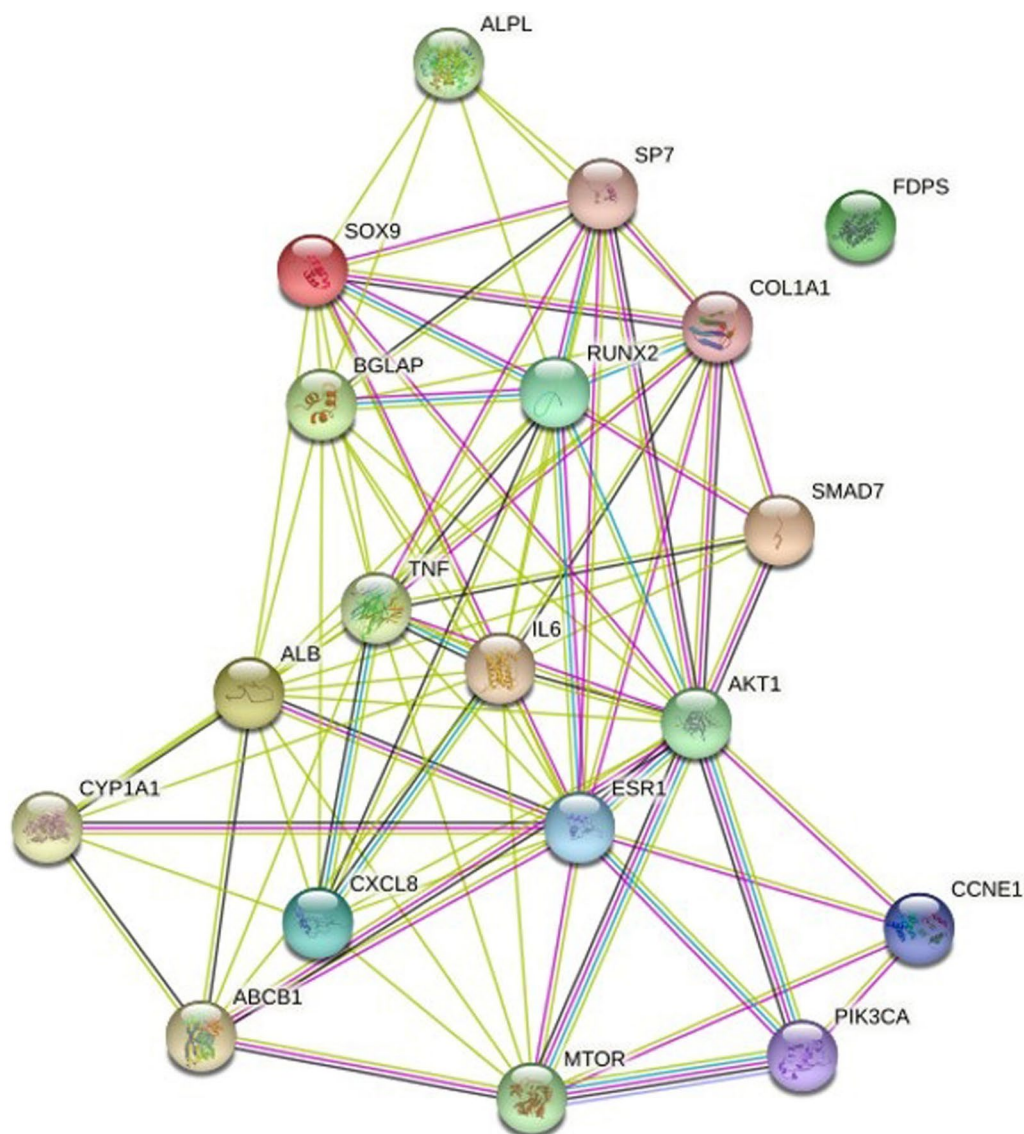 ALPL
SP7
FDPS
SOX9
COL1A1
RUNX2
BGLAP
SMAD7
TNF
IL6
ALB
AKT1
CYP1A1
ESR1
CXCL8
CCNE1
ABCB1
PIK3CA
MTOR